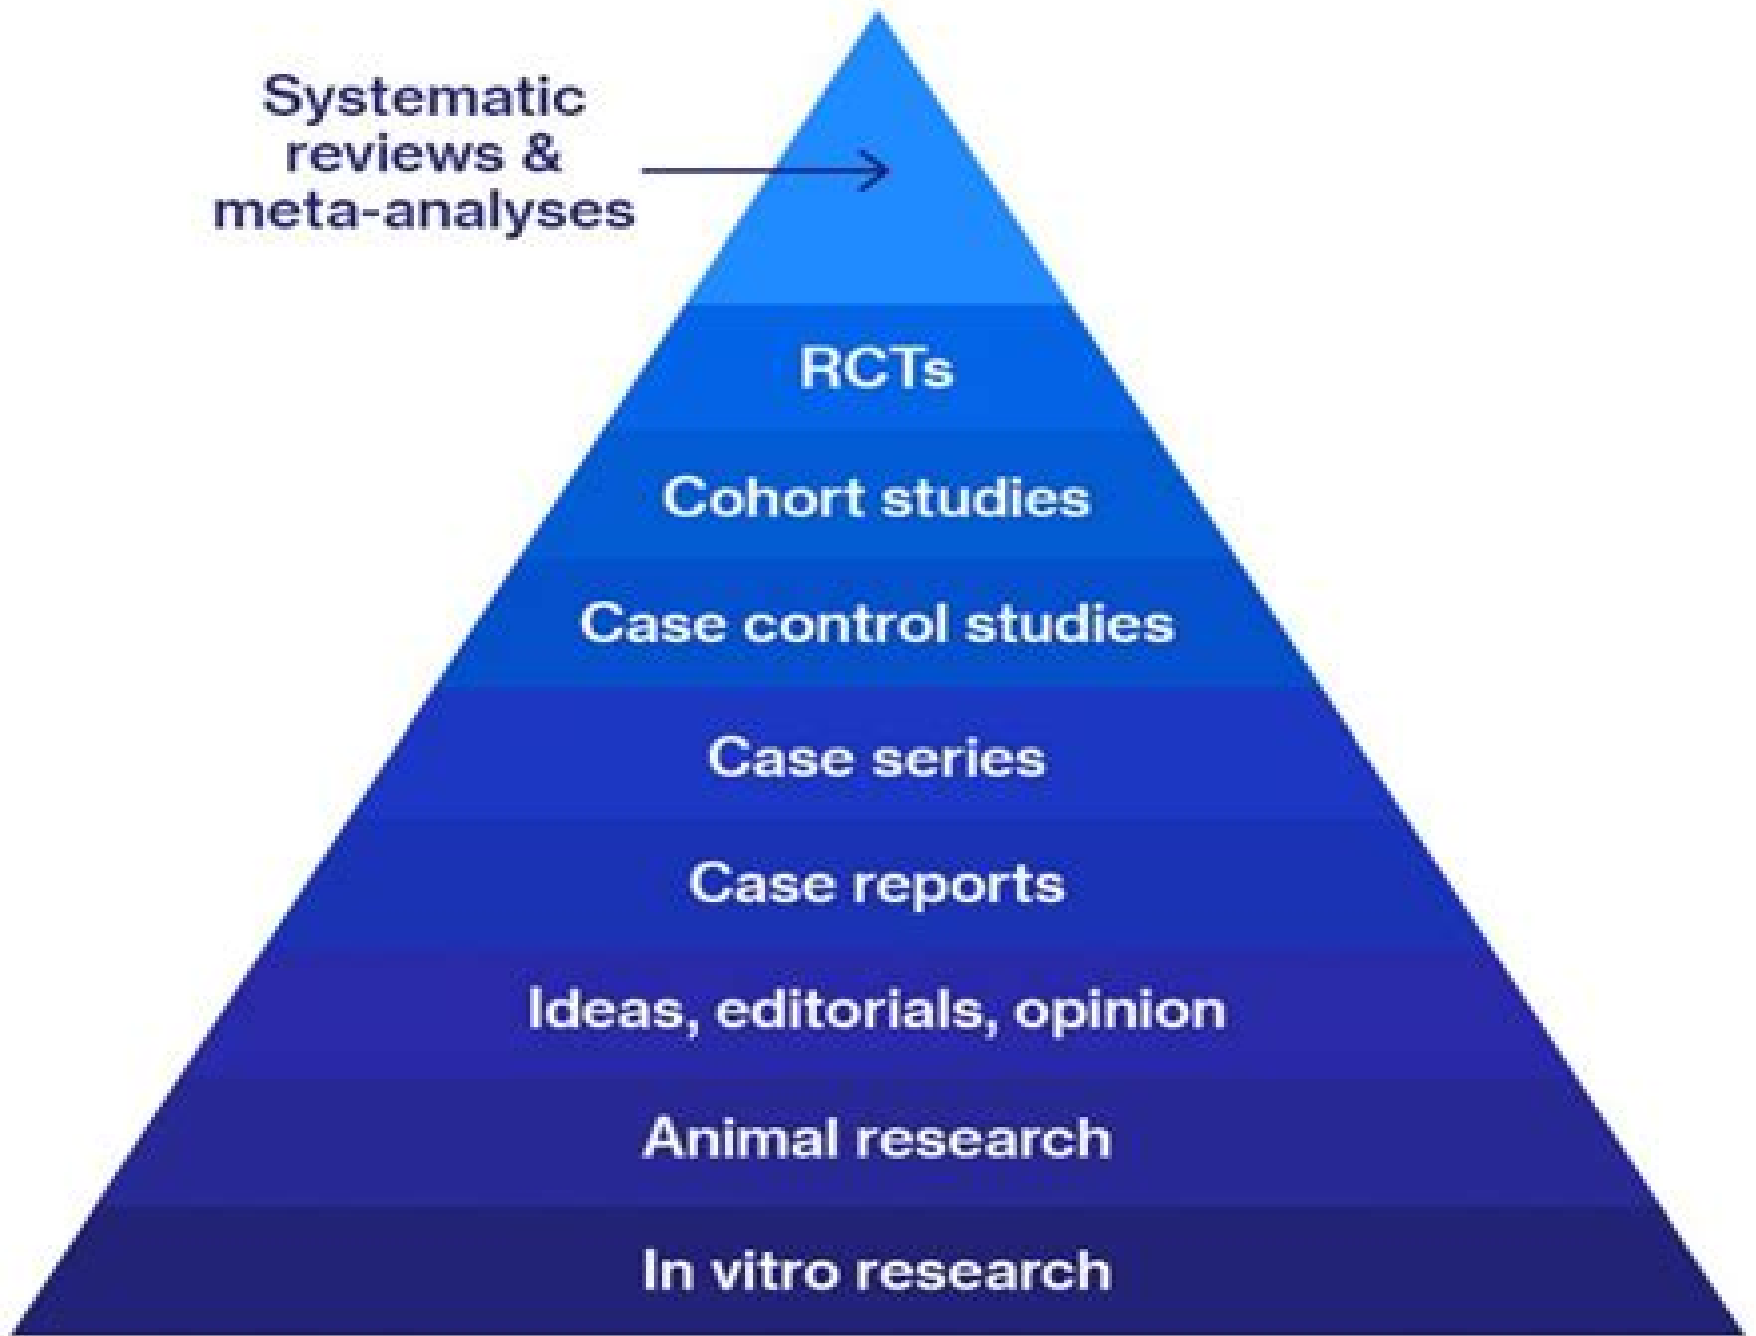 Systematic
reviews &
meta-analyses
RCTs
Cohort studies
Case control studies
Case series
Case reports
Ideas, editorials, opinion
Animal research
In vitro research